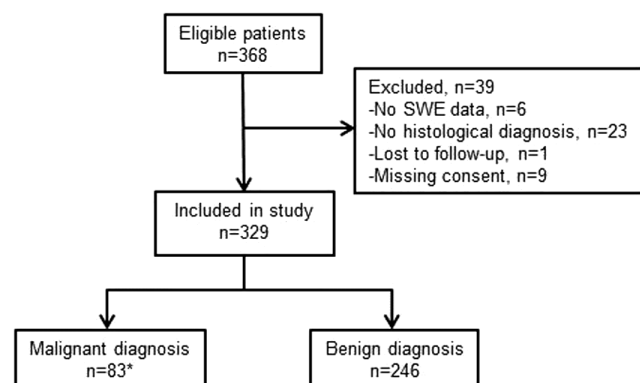 Eligible patients
n=368
Excluded, n=39
-No SWE data, n=6
-No histological diagnosis, n=23
-Lost to follow-up, n=1
-Missing consent, n=9
Included in study
n=329
Malignant diagnosis
n=83*
Benign diagnosis
n=246